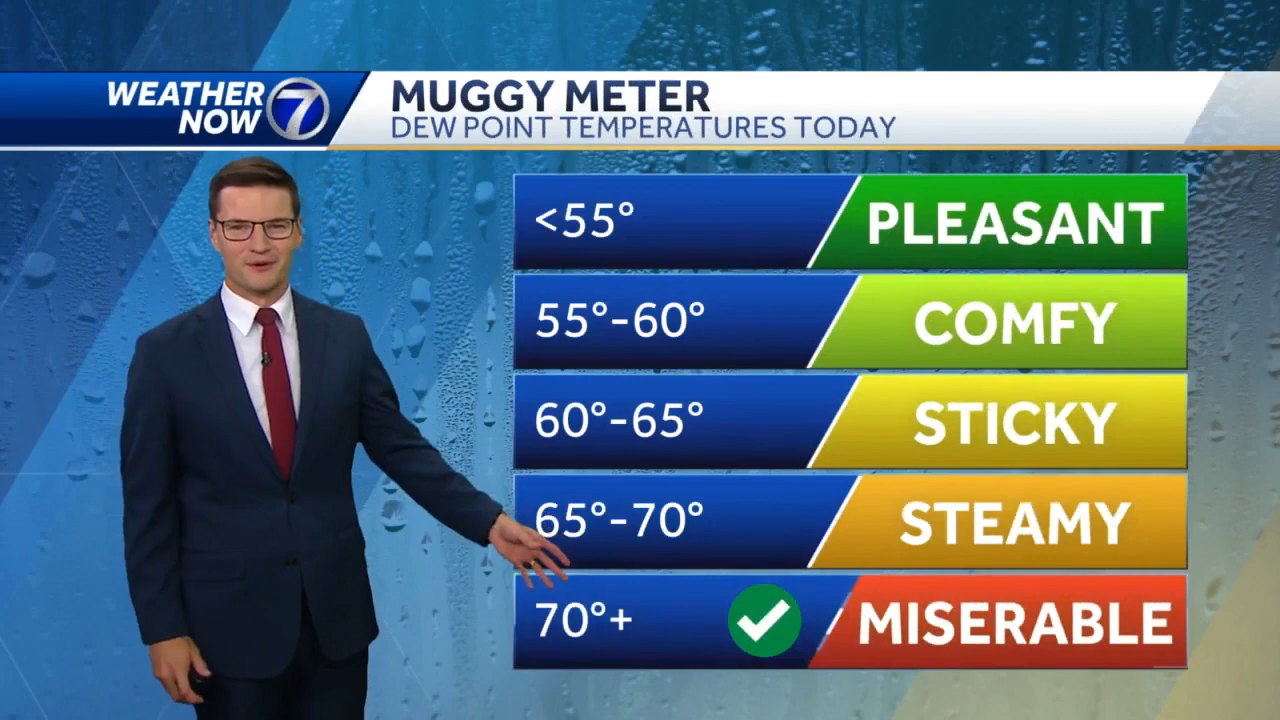 WEATHER
NOW 7
MUGGY METER
DEW POINT TEMPERATURES TODAY
<55° PLEASANT
55°-60° COMFY
60°-65° STICKY
65°-70° STEAMY
70°+ MISERABLE